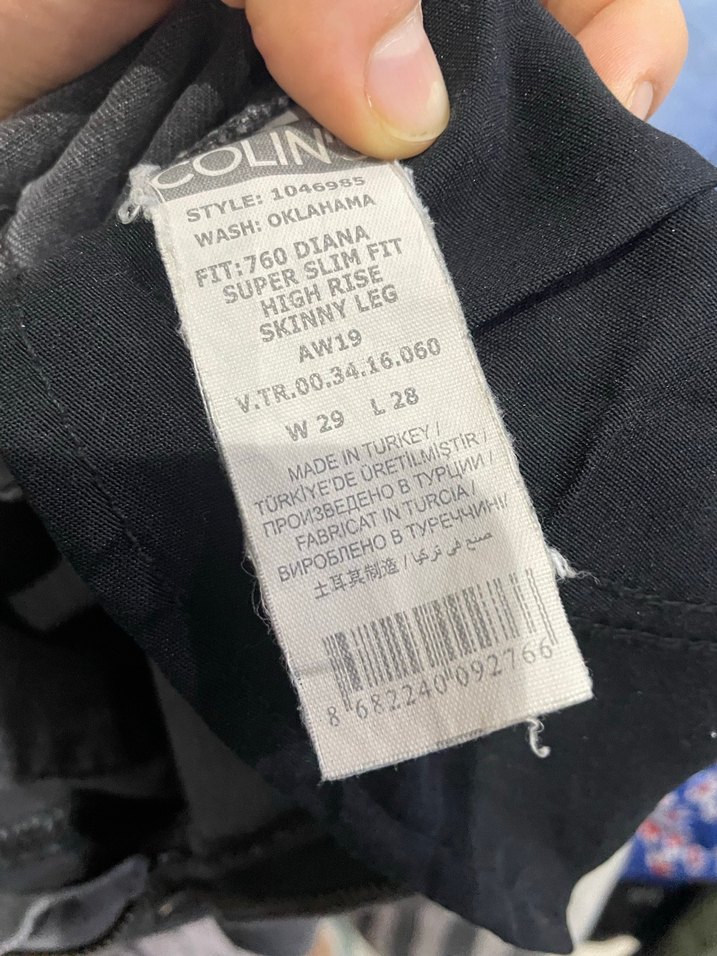 COLIN'S
STYLE: 1046985
WASH: OKLAHAMA
FIT:760 DIANA
SUPER SLIM FIT
HIGH RISE
SKINNY LEG
AW19
V.TR.00.34.16.060
W 29 L 28
MADE IN TURKEY /
TÜRKİYE'DE ÜRETİLMİŞTİR /
ПРОИЗВЕДЕНО В ТУРЦИИ /
FABRICAT IN TURCIA /
ВИРОБЛЕНО В ТУРЕЧЧИНІ/
土耳其制造 / صنع في تركيا
8 682240 092766